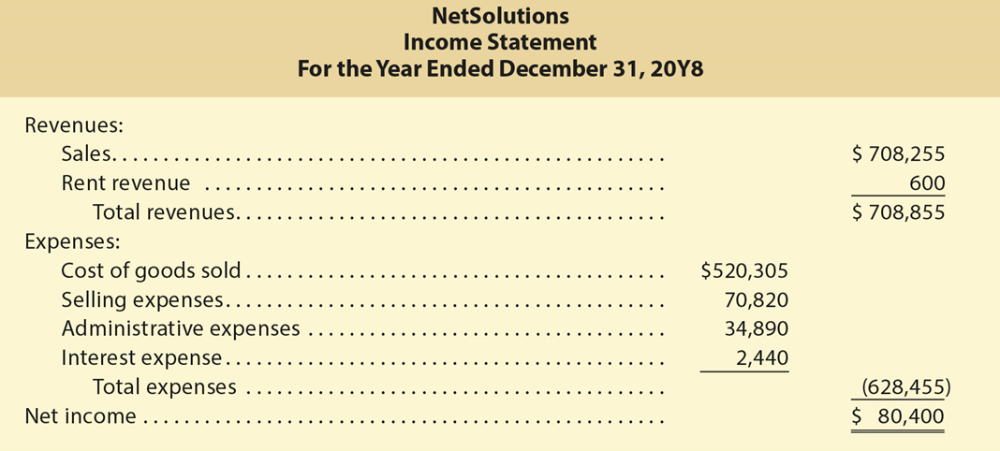 NetSolutions
Income Statement
For the Year Ended December 31, 20Y8
Revenues:
Sales. . . . . . . . . . . . . . . . . . . . . . . . . . . . . . . . . . . . . . . . . . . . . . . . . . . . . . . . . . $ 708,255
Rent revenue . . . . . . . . . . . . . . . . . . . . . . . . . . . . . . . . . . . . . . . . . . . . . . . . 600
Total revenues. . . . . . . . . . . . . . . . . . . . . . . . . . . . . . . . . . . . . . . . . . . . . $ 708,855
Expenses:
Cost of goods sold . . . . . . . . . . . . . . . . . . . . . . . . . . . . . . . . . . . . . . . . . . . . $520,305
Selling expenses. . . . . . . . . . . . . . . . . . . . . . . . . . . . . . . . . . . . . . . . . . . . . . 70,820
Administrative expenses . . . . . . . . . . . . . . . . . . . . . . . . . . . . . . . . . . . . . . 34,890
Interest expense . . . . . . . . . . . . . . . . . . . . . . . . . . . . . . . . . . . . . . . . . . . . . . 2,440
Total expenses . . . . . . . . . . . . . . . . . . . . . . . . . . . . . . . . . . . . . . . . . . . . (628,455)
Net income . . . . . . . . . . . . . . . . . . . . . . . . . . . . . . . . . . . . . . . . . . . . . . . . . . . . . . . $ 80,400